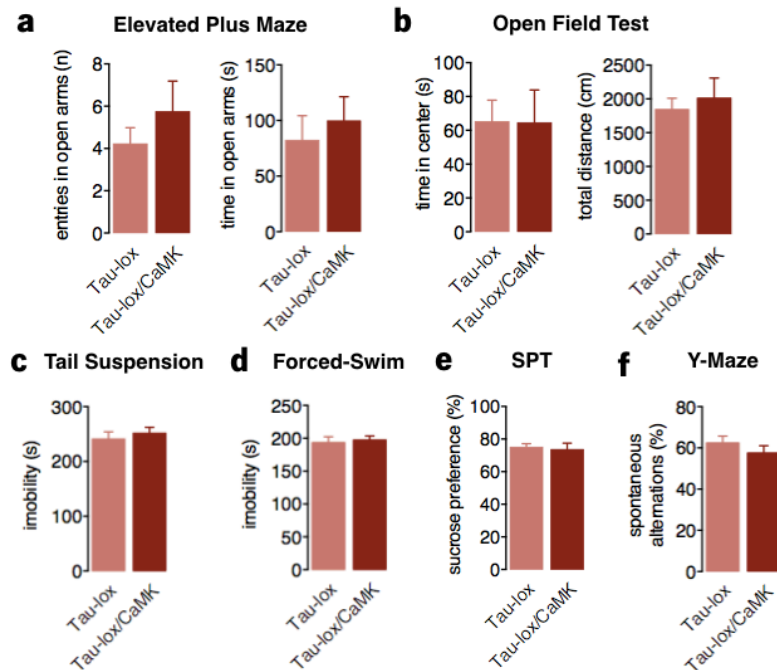 a Elevated Plus Maze
entries in open arms (n)
8
6
4
2
0
Tau-lox
Tau-lox/CaMK
time in open arms (s)
150
100
50
0
Tau-lox
Tau-lox/CaMK
b Open Field Test
time in center (s)
100
80
60
40
20
0
Tau-lox
Tau-lox/CaMK
total distance (cm)
2500
2000
1500
1000
500
0
Tau-lox
Tau-lox/CaMK
c Tail Suspension
imobility (s)
300
200
100
0
Tau-lox
Tau-lox/CaMK
d Forced-Swim
imobility (s)
250
200
150
100
50
0
Tau-lox
Tau-lox/CaMK
e SPT
sucrose preference (%)
100
80
60
40
20
0
Tau-lox
Tau-lox/CaMK
f Y-Maze
spontaneous
alternations (%)
80
60
40
20
0
Tau-lox
Tau-lox/CaMK